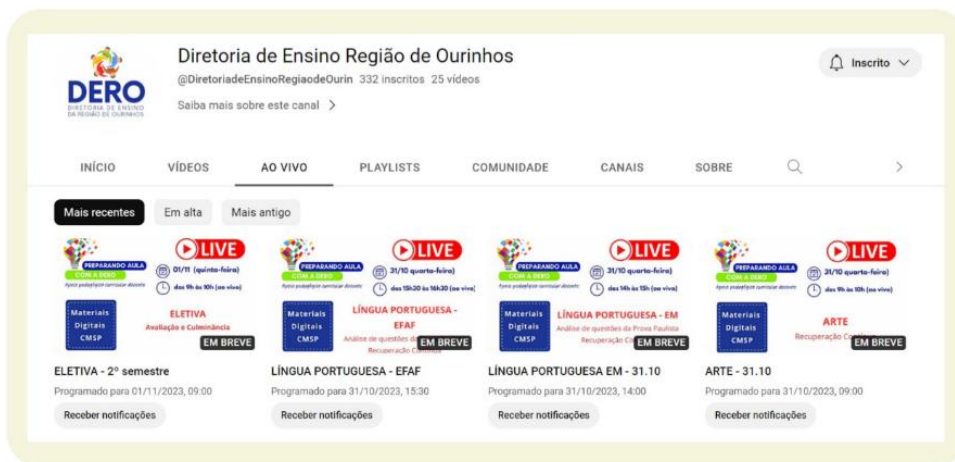 Diretoria de Ensino Região de Ourinhos
@DiretoriadeEnsinoRegiaodeOurin 332 inscritos 25 vídeos
Saiba mais sobre este canal
DERO
DIRETORIA DE ENSINO
DA REGIÃO DE OURINHOS
Inscrito
INÍCIO VÍDEOS AO VIVO PLAYLISTS COMUNIDADE CANAIS SOBRE
Mais recentes Em alta Mais antigo
PREPARANDO AULA
COM A DERO
LIVE
01/11 (quinta-feira)
das 9h às 10h (ao vivo)
Materiais
Digitais
CMSP
ELETIVA
Avaliação e Culminância
EM BREVE
ELETIVA - 2º semestre
Programado para 01/11/2023, 09:00
Receber notificações
PREPARANDO AULA
COM A DERO
LIVE
31/10 quarta-feira)
das 15h30 às 16h30 (ao vivo)
Materiais
Digitais
CMSP
LÍNGUA PORTUGUESA -
EFAF
Análise de questões
Recuperação
EM BREVE
LÍNGUA PORTUGUESA - EFAF
Programado para 31/10/2023, 15:30
Receber notificações
PREPARANDO AULA
COM A DERO
LIVE
31/10 quarta-feira)
das 14h às 15h (ao vivo)
Materiais
Digitais
CMSP
LÍNGUA PORTUGUESA - EM
Análise de questões da Prova Paulista
Recuperação
EM BREVE
LÍNGUA PORTUGUESA EM - 31.10
Programado para 31/10/2023, 14:00
Receber notificações
PREPARANDO AULA
COM A DERO
LIVE
31/10 quarta-feira)
das 9h às 10h (ao vivo)
Materiais
Digitais
CMSP
ARTE
Recuperação
EM BREVE
ARTE - 31.10
Programado para 31/10/2023, 09:00
Receber notificações